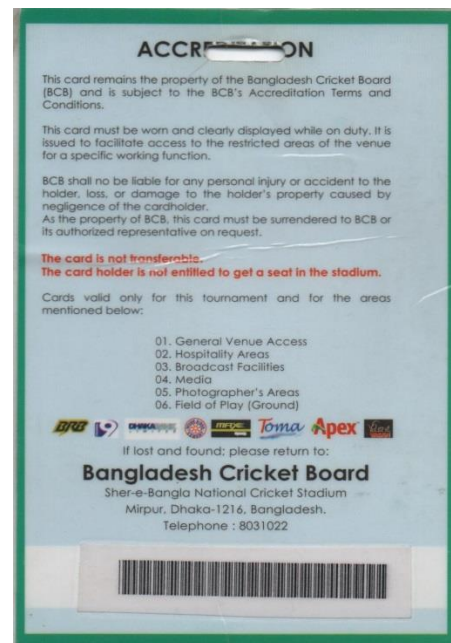 ACCREDITATION
This card remains the property of the Bangladesh Cricket Board
(BCB) and is subject to the BCB's Accreditation Terms and
Conditions.
This card must be worn and clearly displayed while on duty. It is
issued to facilitate access to the restricted areas of the venue
for a specific working function.
BCB shall no be liable for any personal injury or accident to the
holder, loss, or damage to the holder's property caused by
negligence of the cardholder.
As the property of BCB, this card must be surrendered to BCB or
its authorized representative on request.
The card is not transferable.
The card holder is not entitled to get a seat in the stadium.
Cards valid only for this tournament and for the areas
mentioned below:
01. General Venue Access
02. Hospitality Areas
03. Broadcast Facilities
04. Media
05. Photographer's Areas
06. Field of Play (Ground)
BRB 9 DHAKA BANK LIMITED Toma Apex
If lost and found; please return to:
Bangladesh Cricket Board
Sher-e-Bangla National Cricket Stadium
Mirpur, Dhaka-1216, Bangladesh.
Telephone : 8031022